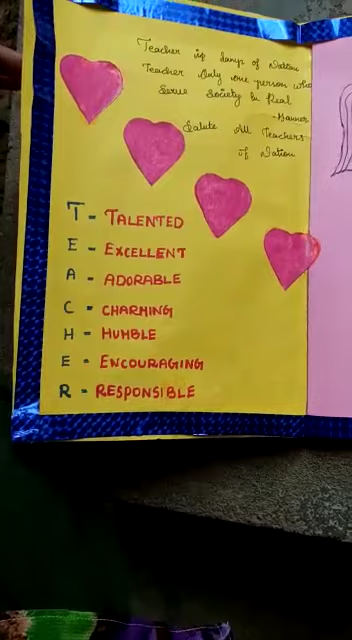 Teacher is Lamp of Nation
Teacher Only one person who
Serve Society In Real
Manner
Salute All Teachers
of Nation
T - TALENTED
E - EXCELLENT
A - ADORABLE
C - CHARMING
H - HUMBLE
E - ENCOURAGING
R - RESPONSIBLE